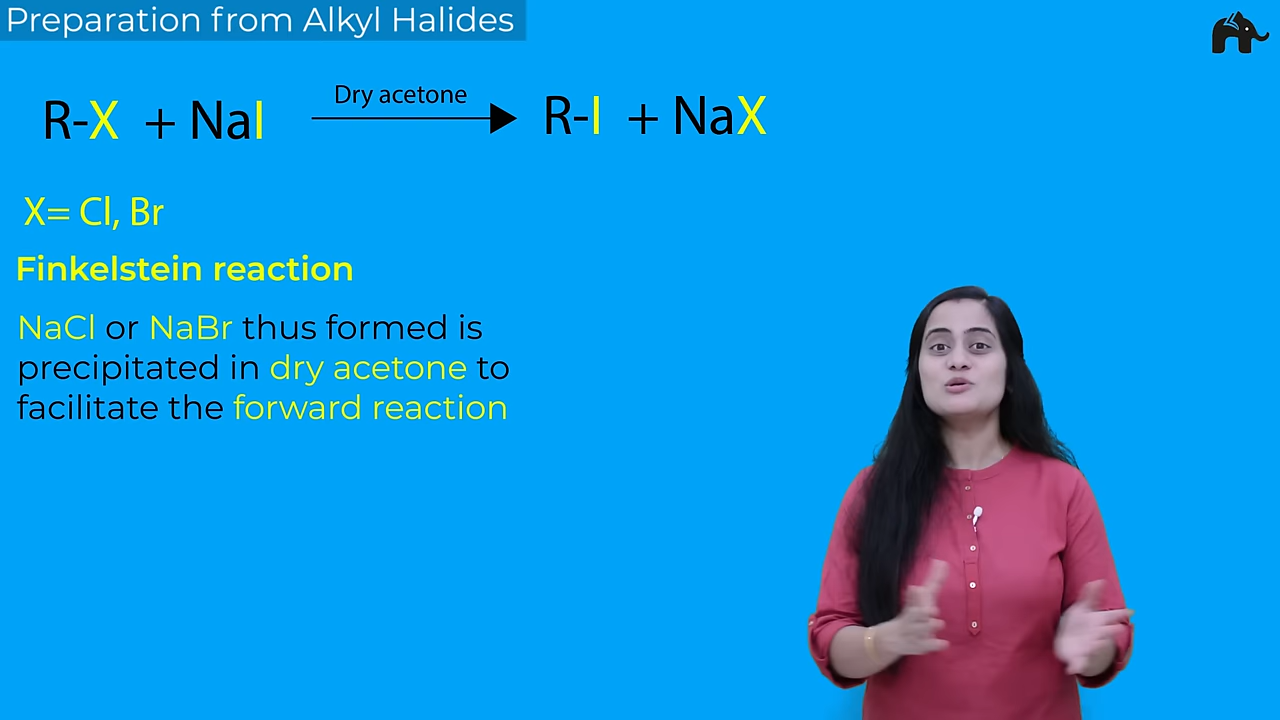 Preparation from Alkyl Halides
Dry acetone
R-X + NaI R-I + NaX
X= Cl, Br
Finkelstein reaction
NaCl or NaBr thus formed is
precipitated in dry acetone to
facilitate the forward reaction